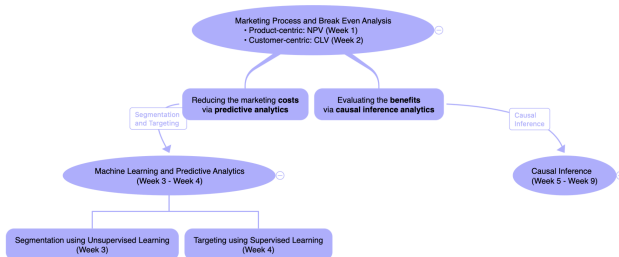 Marketing Process and Break Even Analysis
• Product-centric: NPV (Week 1)
• Customer-centric: CLV (Week 2)
Reducing the marketing costs
via predictive analytics
Evaluating the benefits
via causal inference analytics
Segmentation
and Targeting
Causal
Inference
Machine Learning and Predictive Analytics
(Week 3 - Week 4)
Causal Inference
(Week 5 - Week 9)
Segmentation using Unsupervised Learning
(Week 3)
Targeting using Supervised Learning
(Week 4)